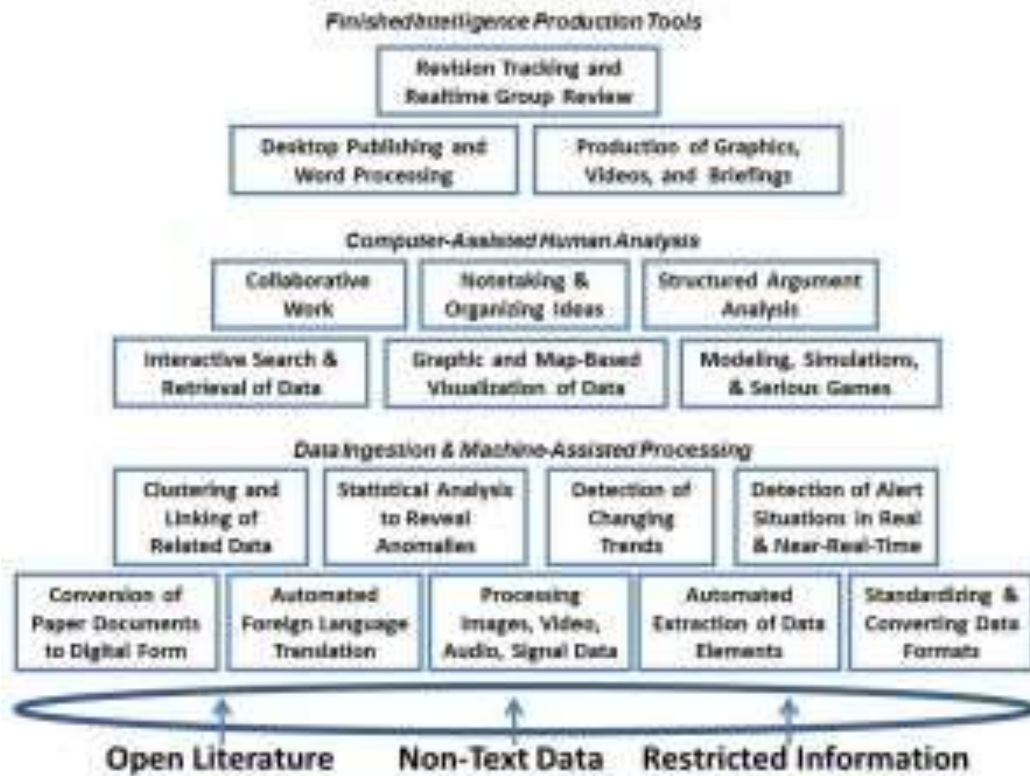 Finished Intelligence Production Tools
Revision Tracking and
Realtime Group Review
Desktop Publishing and
Word Processing
Production of Graphics,
Videos, and Briefings
Computer-Assisted Human Analysis
Collaborative
Work
Notetaking &
Organizing Ideas
Structured Argument
Analysis
Interactive Search &
Retrieval of Data
Graphic and Map-Based
Visualization of Data
Modeling, Simulations,
& Serious Games
Data Ingestion & Machine-Assisted Processing
Clustering and
Linking of
Related Data
Statistical Analysis
to Reveal
Anomalies
Detection of
Changing
Trends
Detection of Alert
Situations in Real
& Near-Real-Time
Conversion of
Paper Documents
to Digital Form
Automated
Foreign Language
Translation
Processing
Images, Video,
Audio, Signal Data
Automated
Extraction of Data
Elements
Standardizing &
Converting Data
Formats
Open Literature
Non-Text Data
Restricted Information